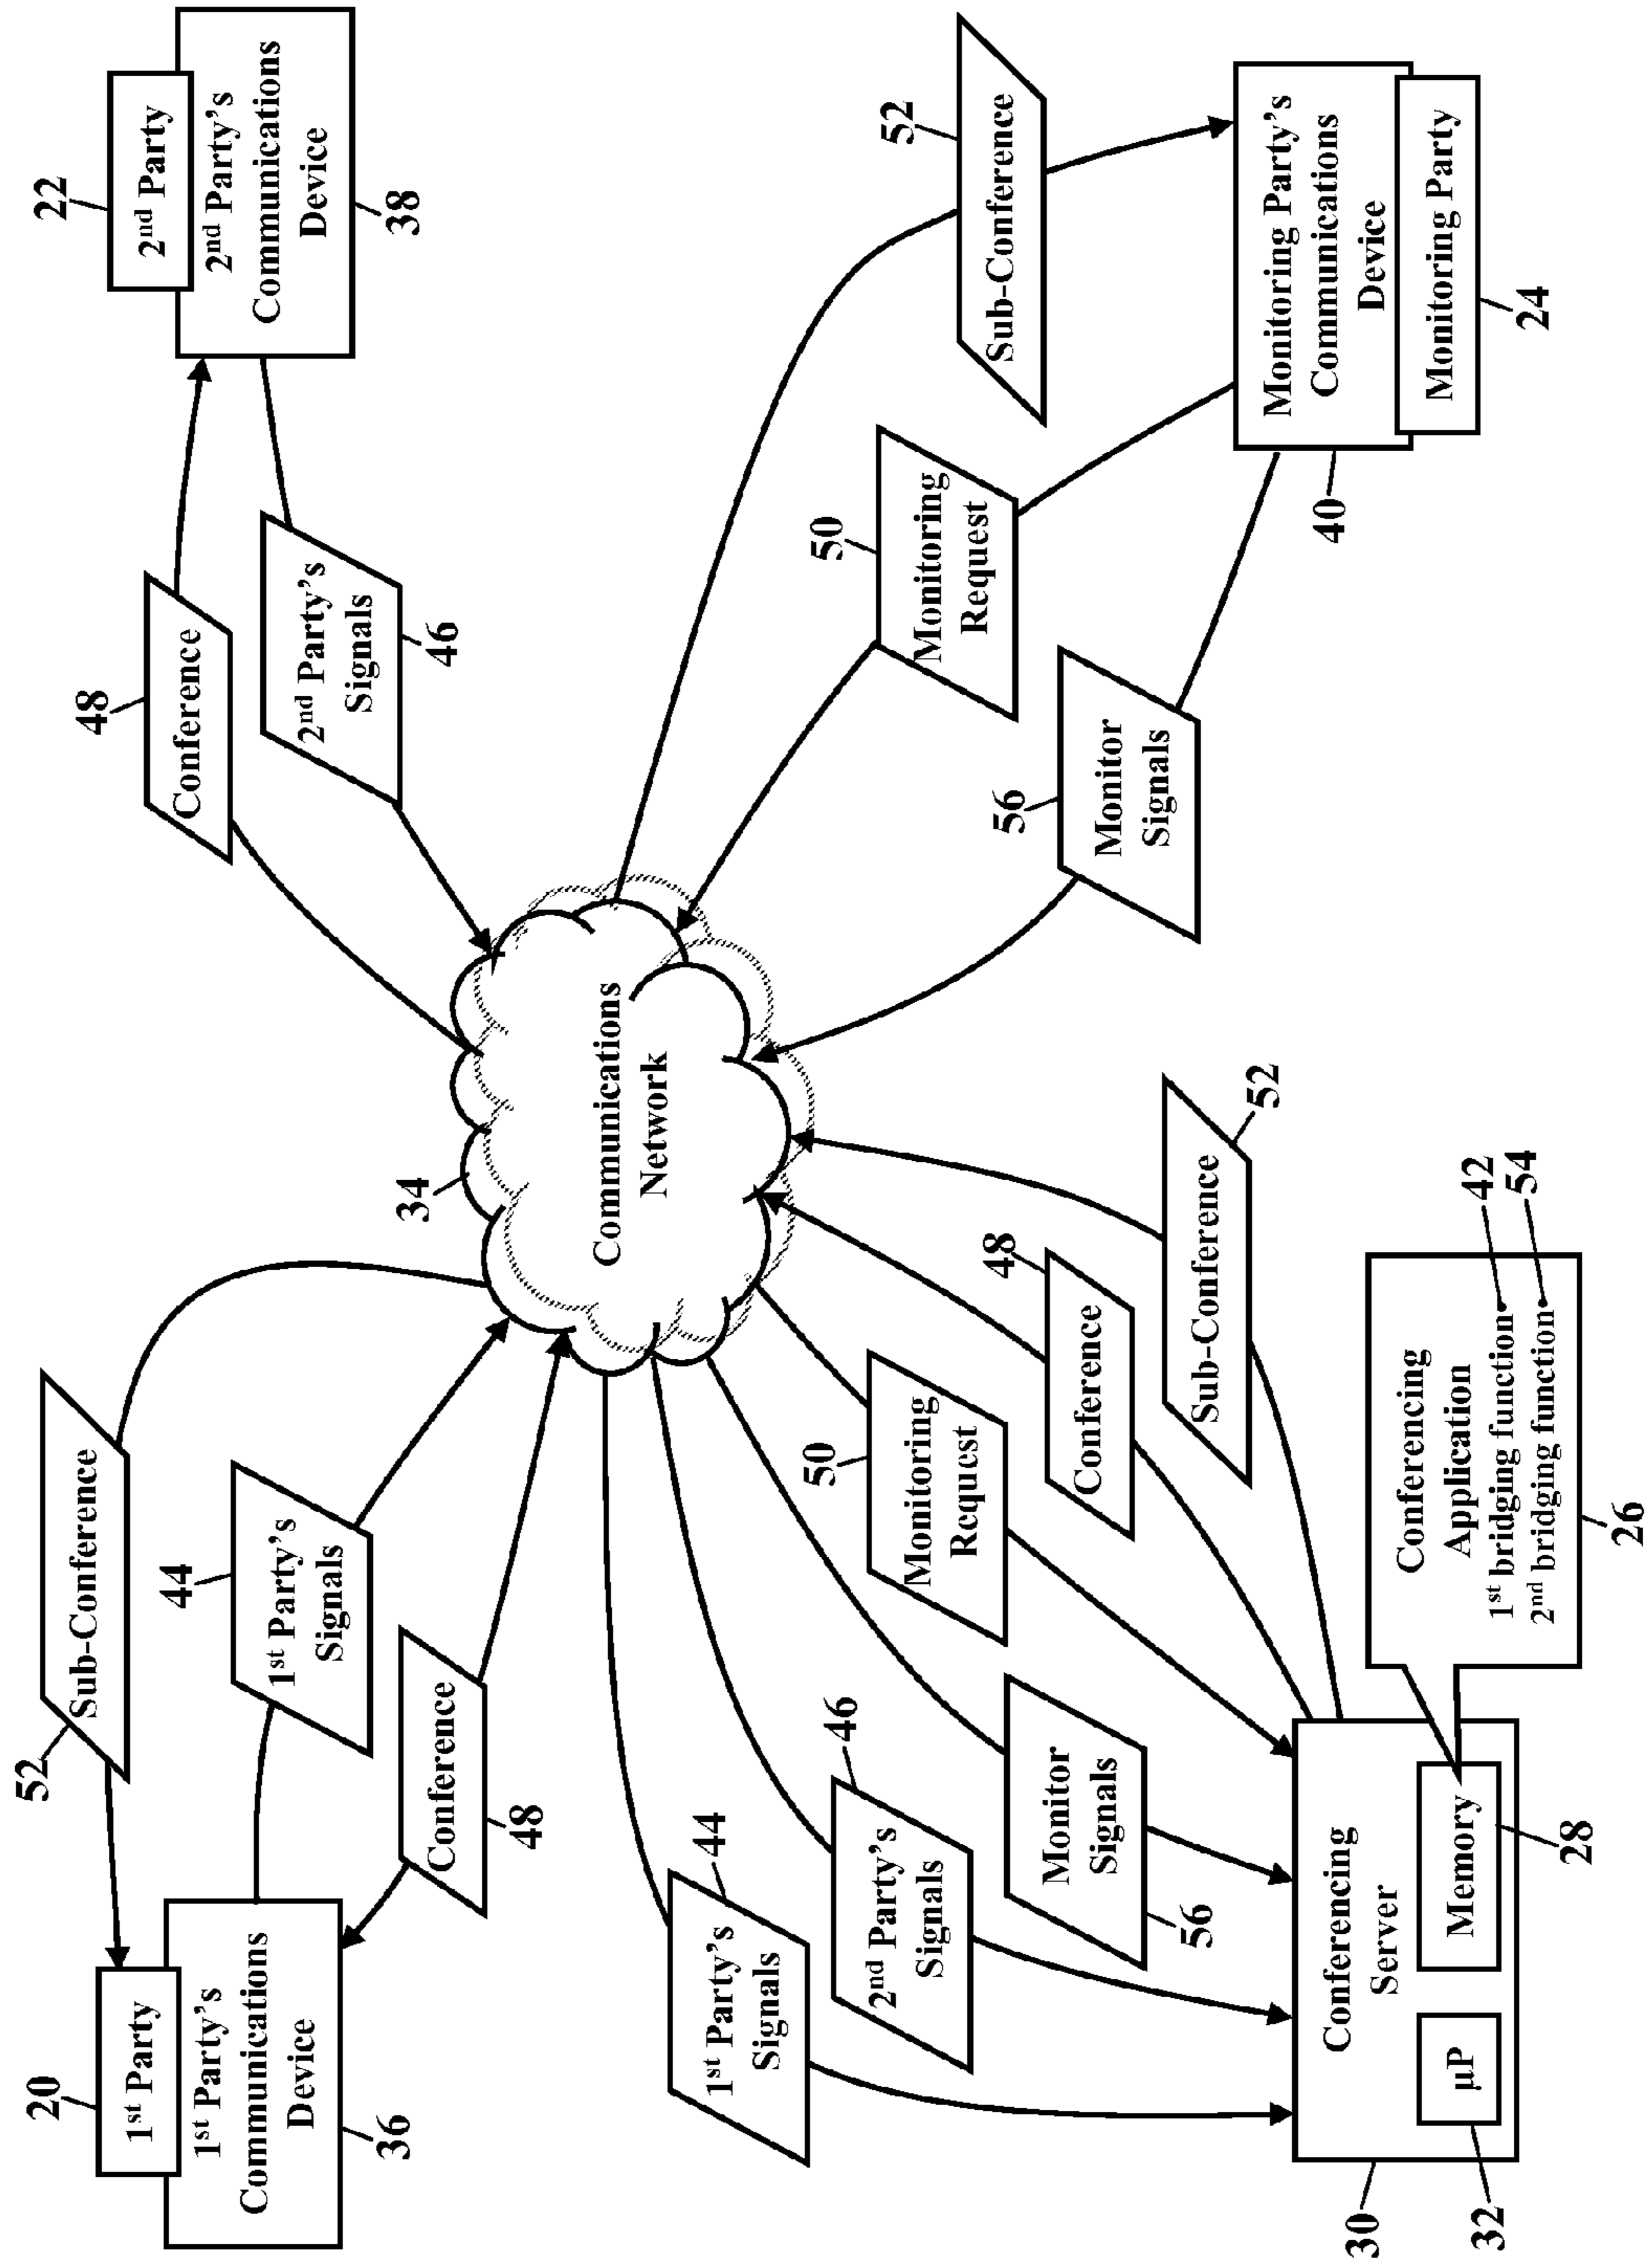 20
1st Party
1st Party's
Communications
Device
36
52
Sub-Conference
44
1st Party's
Signals
Conference
48
34
Communications
Network
48
Conference
2nd Party's
Signals
46
22
2nd Party
2nd Party's
Communications
Device
38
1st Party's
Signals
44
2nd Party's
Signals
46
Monitor
Signals
56
50
Monitoring
Request
48
Conference
Sub-Conference
52
56
Monitor
Signals
50
Monitoring
Request
52
Sub-Conference
Monitoring Party's
Communications
Device
40
Monitoring Party
24
30
Conferencing
Server
µP
32
Memory
28
Conferencing
Application
1st bridging function 42
2nd bridging function 54
26